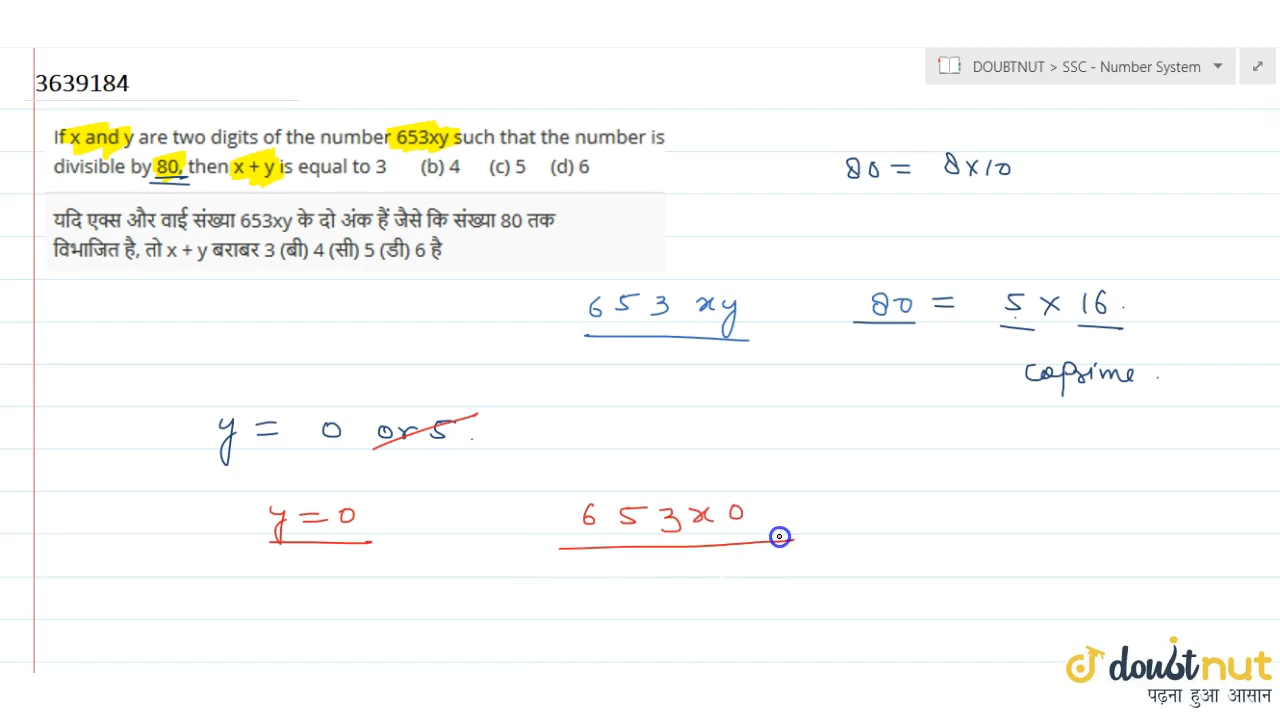 3639184
DOUBTNUT > SSC - Number System
If x and y are two digits of the number 653xy such that the number is
divisible by 80, then x + y is equal to 3 (b) 4 (c) 5 (d) 6
80 = 8x10
यदि एक्स और वाई संख्या 653xy के दो अंक हैं जैसे कि संख्या 80 तक
विभाजित है, तो x + y बराबर 3 (बी) 4 (सी) 5 (डी) 6 है
653 xy
80 = 5 x 16.
coprime.
y = 0 or 5.
y = 0
653x0
doubtnut
पढ़ना हुआ आसान